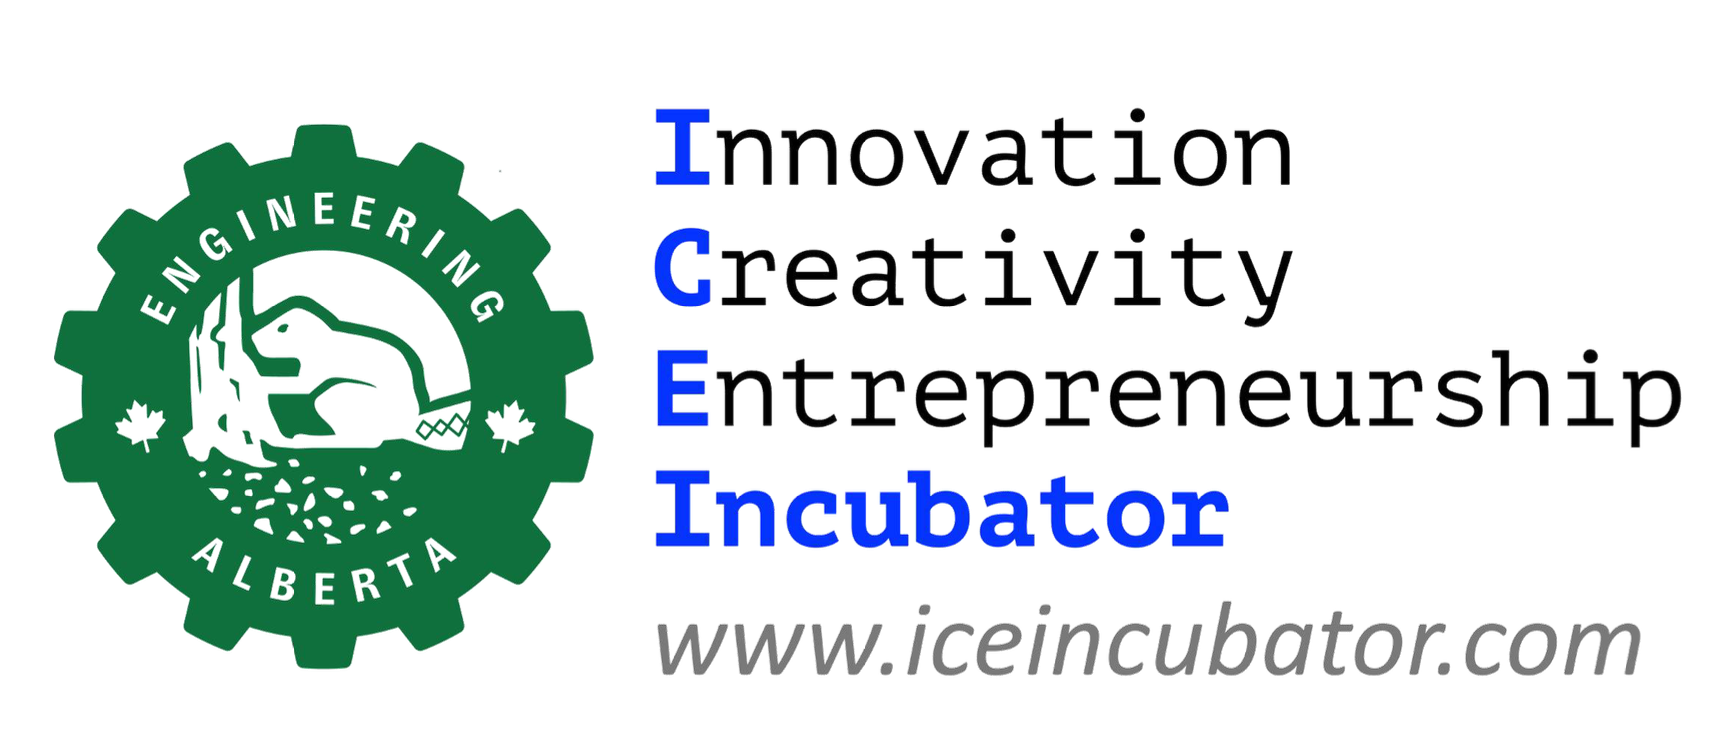 ENGINEERING
ALBERTA
Innovation
Creativity
Entrepreneurship
Incubator
www.iceincubator.com